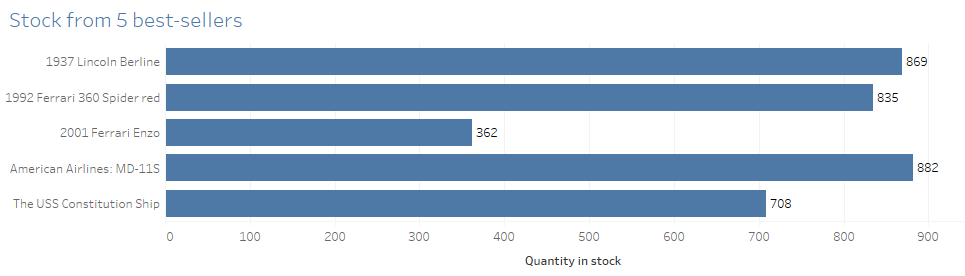 Stock from 5 best-sellers
1937 Lincoln Berline 869
1992 Ferrari 360 Spider red 835
2001 Ferrari Enzo 362
American Airlines: MD-11S 882
The USS Constitution Ship 708
0 100 200 300 400 500 600 700 800 900
Quantity in stock